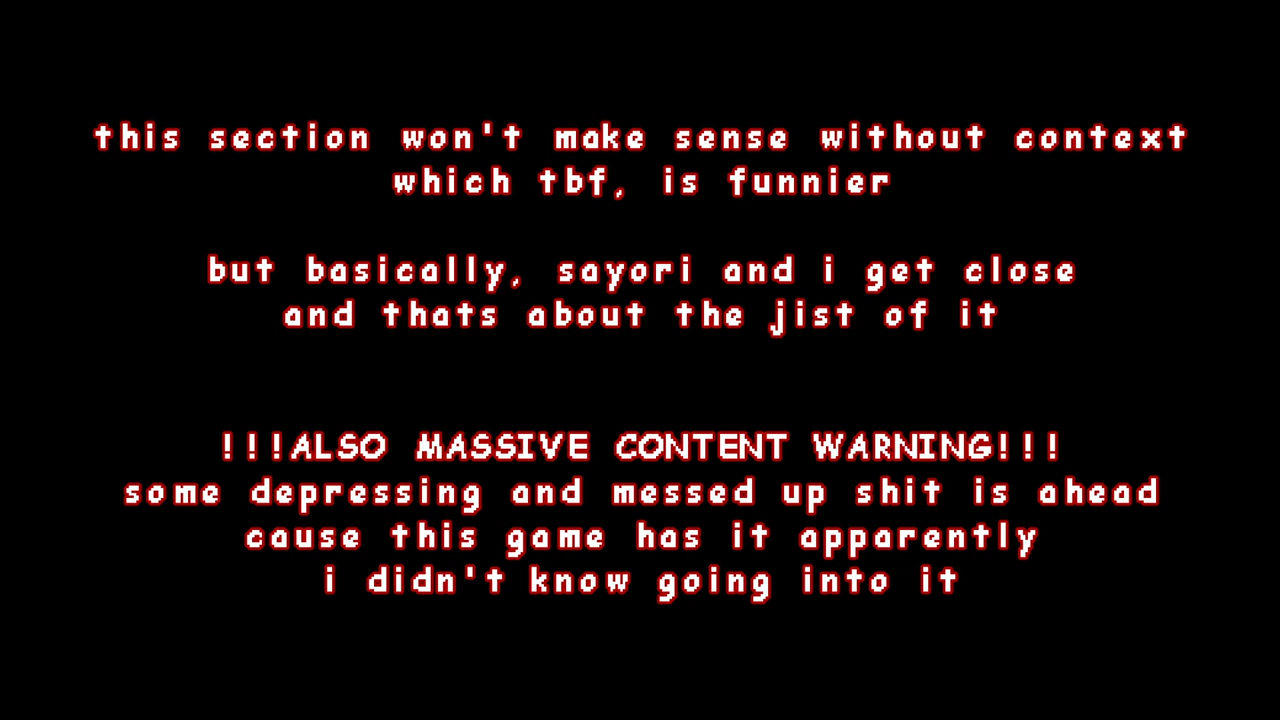 this section won't make sense without context
which tbf, is funnier
but basically, sayori and i get close
and thats about the jist of it
!!!ALSO MASSIVE CONTENT WARNING!!!
some depressing and messed up shit is ahead
cause this game has it apparently
i didn't know going into it